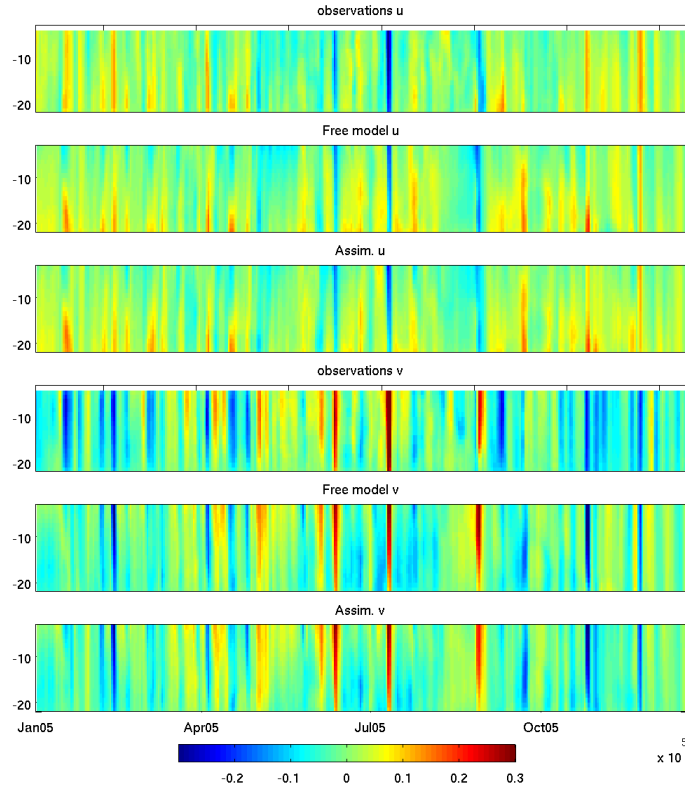 observations u
-10
-20
Free model u
-10
-20
Assim. u
-10
-20
observations v
-10
-20
Free model v
-10
-20
Assim. v
-10
-20
Jan05 Apr05 Jul05 Oct05
x 10
-0.2 -0.1 0 0.1 0.2 0.3